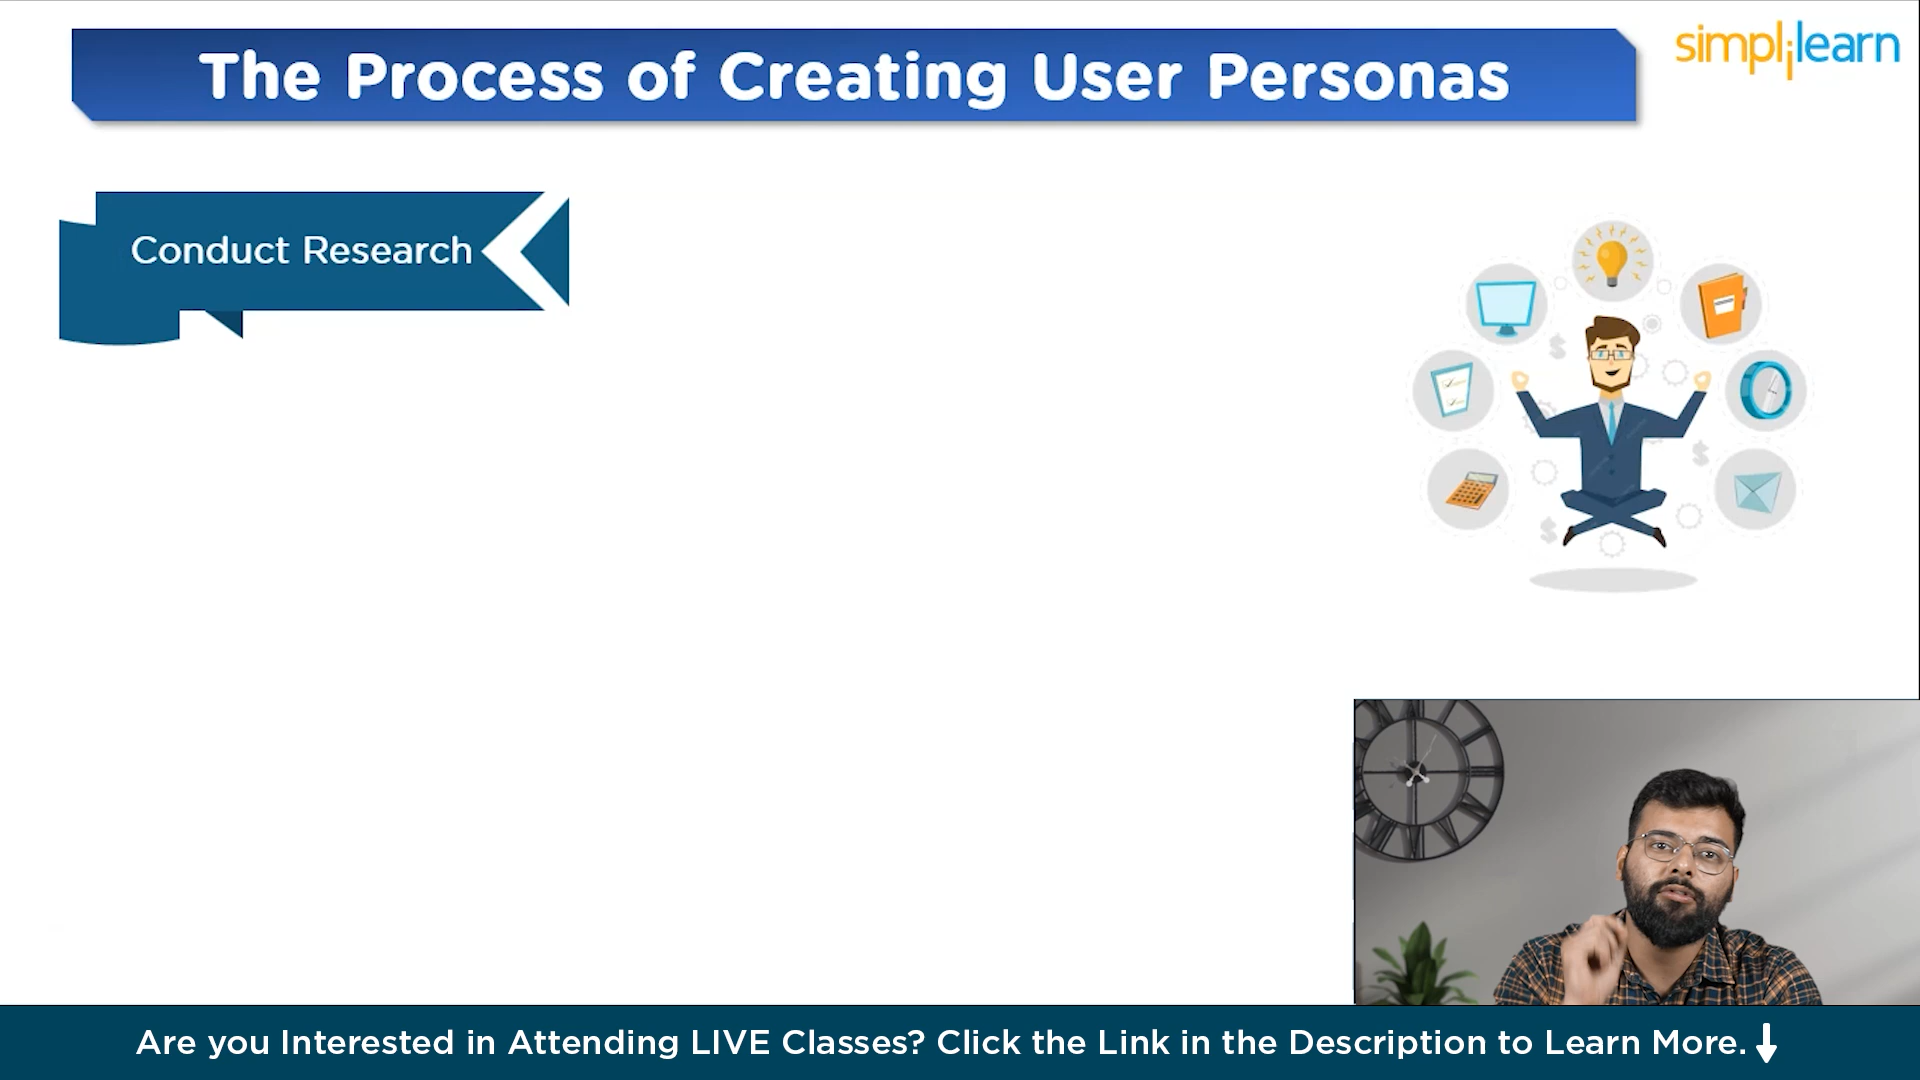 The Process of Creating User Personas
simplilearn
Conduct Research
Are you Interested in Attending LIVE Classes? Click the Link in the Description to Learn More.